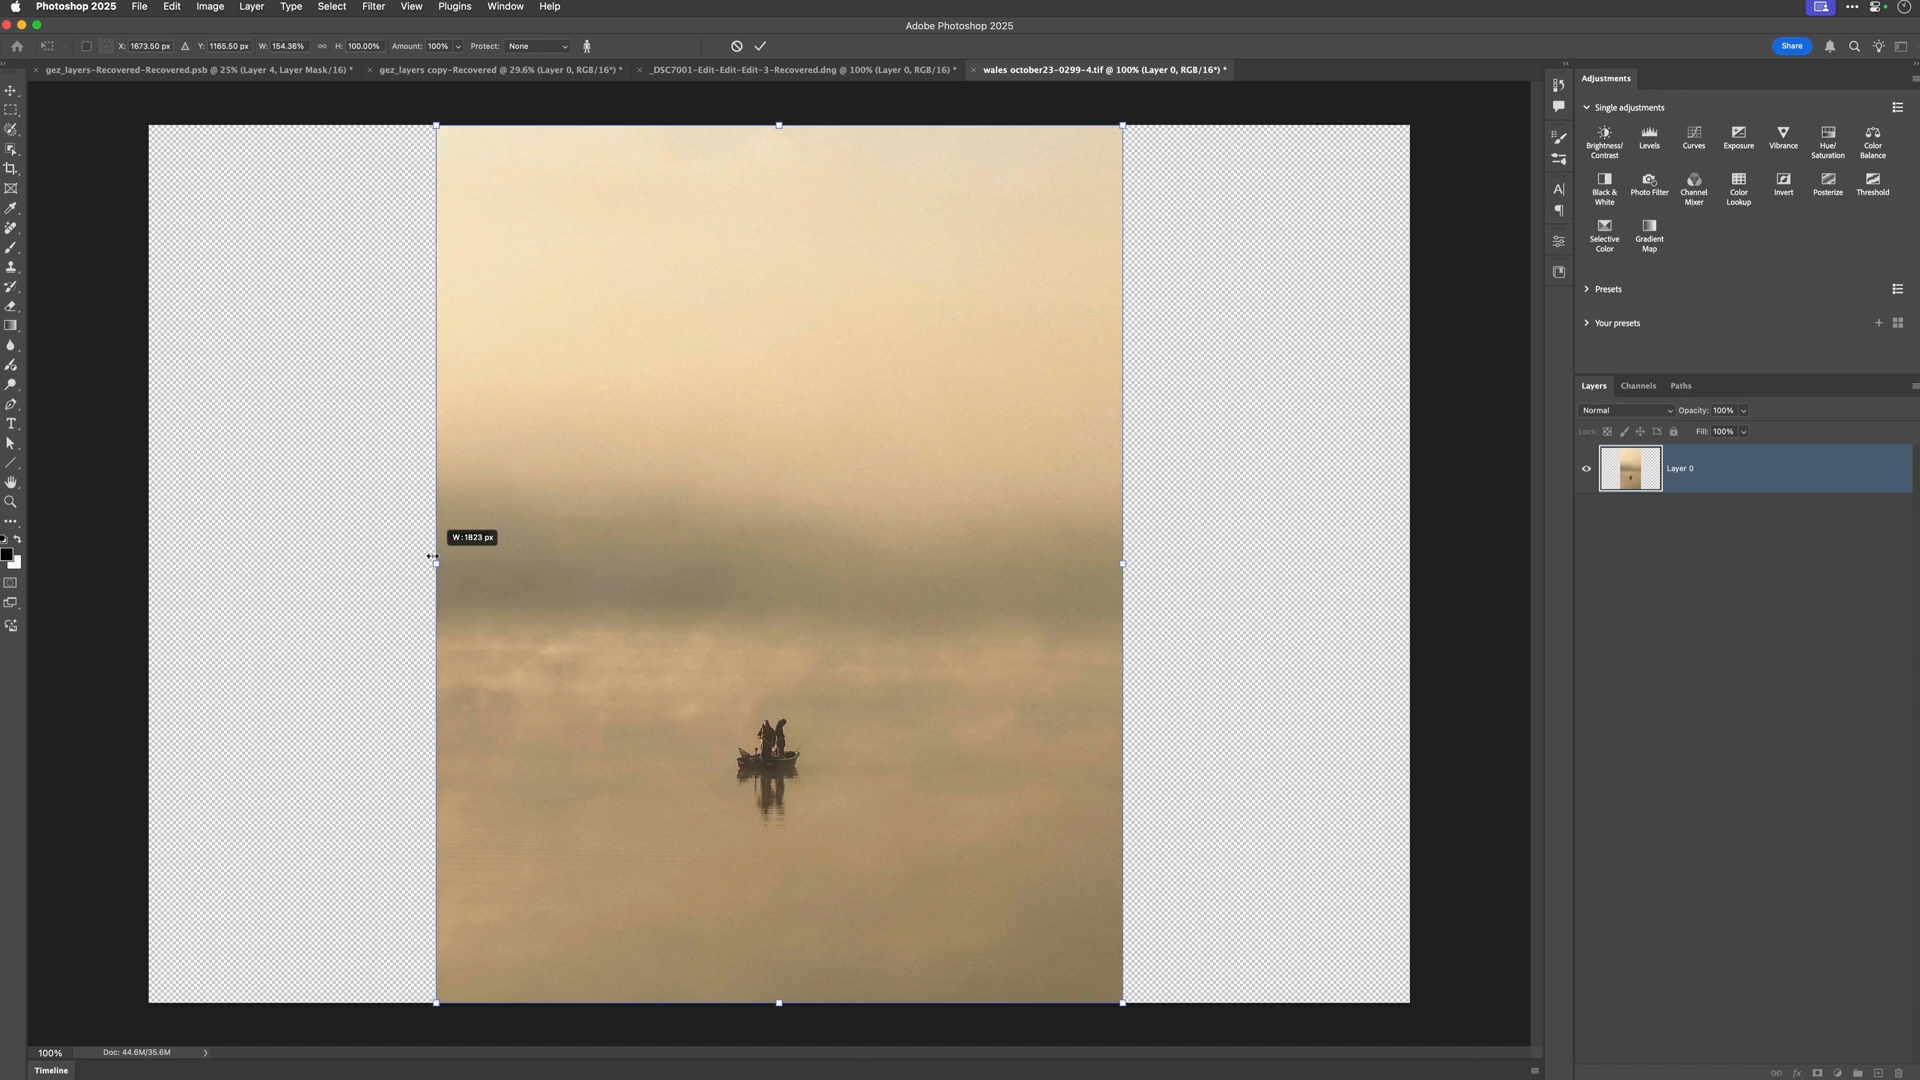 Photoshop 2025 File Edit Image Layer Type Select Filter View Plugins Window Help
Adobe Photoshop 2025
X: 1673.50 px Y: 1165.50 px W: 154.36% H: 100.00% Amount: 100% Protect: None Share
gez_layers-Recovered-Recovered.psb @ 25% (Layer 4, Layer Mask/16) * gez_layers copy-Recovered @ 29.6% (Layer 0, RGB/16*) * _DSC7001-Edit-Edit-Edit-3-Recovered.dng @ 100% (Layer 0, RGB/16*) * wales october23-0299-4.tif @ 100% (Layer 0, RGB/16*) *
Adjustments
Single adjustments
Brightness/
Contrast
Levels
Curves
Exposure
Vibrance
Hue/
Saturation
Color
Balance
Black &
White
Photo Filter
Channel
Mixer
Color
Lookup
Invert
Posterize
Threshold
Selective
Color
Gradient
Map
Presets
Your presets
Layers Channels Paths
Normal Opacity: 100%
Lock: Fill: 100%
Layer 0
fx
W: 1823 px
100% Doc: 44.6M/35.6M
Timeline